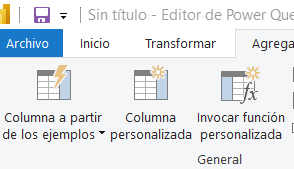 Sin título - Editor de Power Que
Archivo Inicio Transformar Agrega
Columna a partir de los ejemplos
Columna personalizada
Invocar función personalizada
General